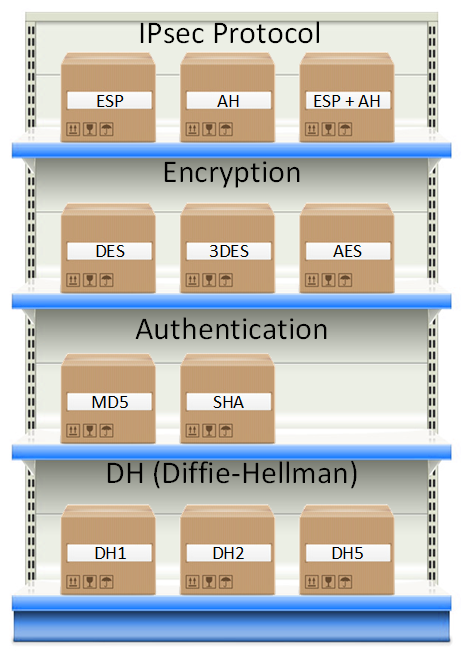 IPsec Protocol
ESP AH ESP + AH
Encryption
DES 3DES AES
Authentication
MD5 SHA
DH (Diffie-Hellman)
DH1 DH2 DH5